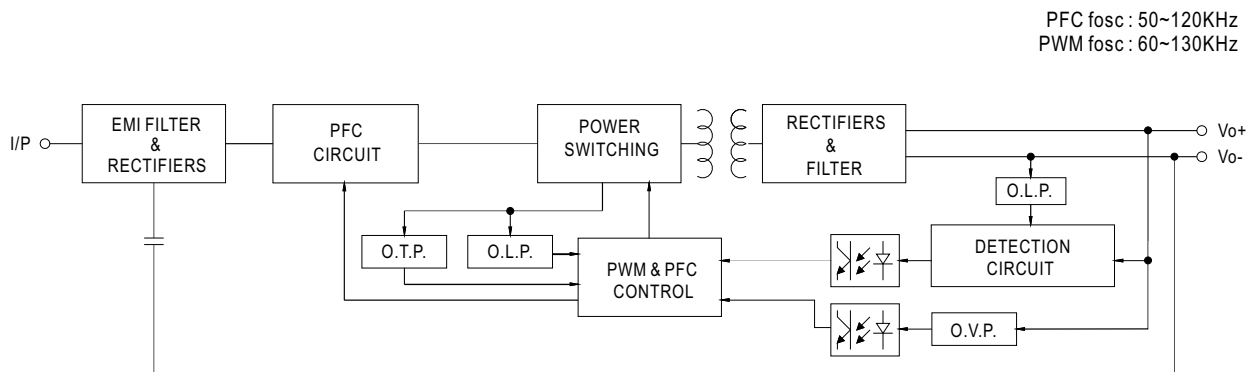 PFC fosc : 50~120KHz
PWM fosc : 60~130KHz
I/P
EMI FILTER
&
RECTIFIERS
PFC
CIRCUIT
POWER
SWITCHING
RECTIFIERS
&
FILTER
Vo+
Vo-
O.L.P.
O.T.P.
O.L.P.
PWM & PFC
CONTROL
DETECTION
CIRCUIT
O.V.P.